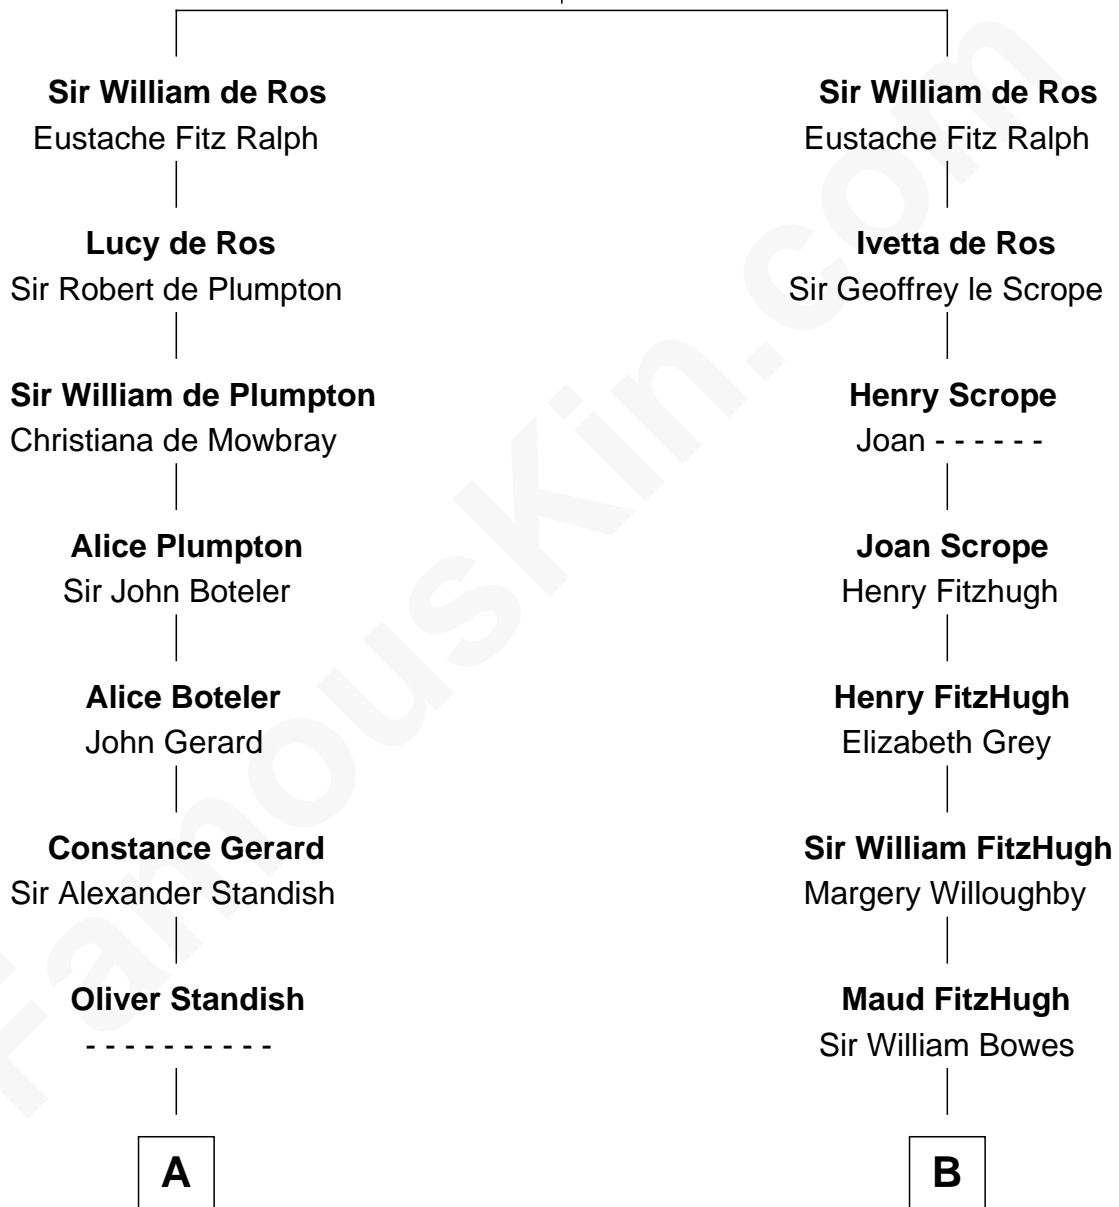 Sir William de Ros
Eustache Fitz Ralph
Lucy de Ros
Sir Robert de Plumpton
Sir William de Plumpton
Christiana de Mowbray
Alice Plumpton
Sir John Boteler
Alice Boteler
John Gerard
Constance Gerard
Sir Alexander Standish
Oliver Standish
- - - - - - - - - -
A
Sir William de Ros
Eustache Fitz Ralph
Ivetta de Ros
Sir Geoffrey le Scrope
Henry Scrope
Joan - - - - - -
Joan Scrope
Henry Fitzhugh
Henry FitzHugh
Elizabeth Grey
Sir William FitzHugh
Margery Willoughby
Maud FitzHugh
Sir William Bowes
B
FamousKin.com